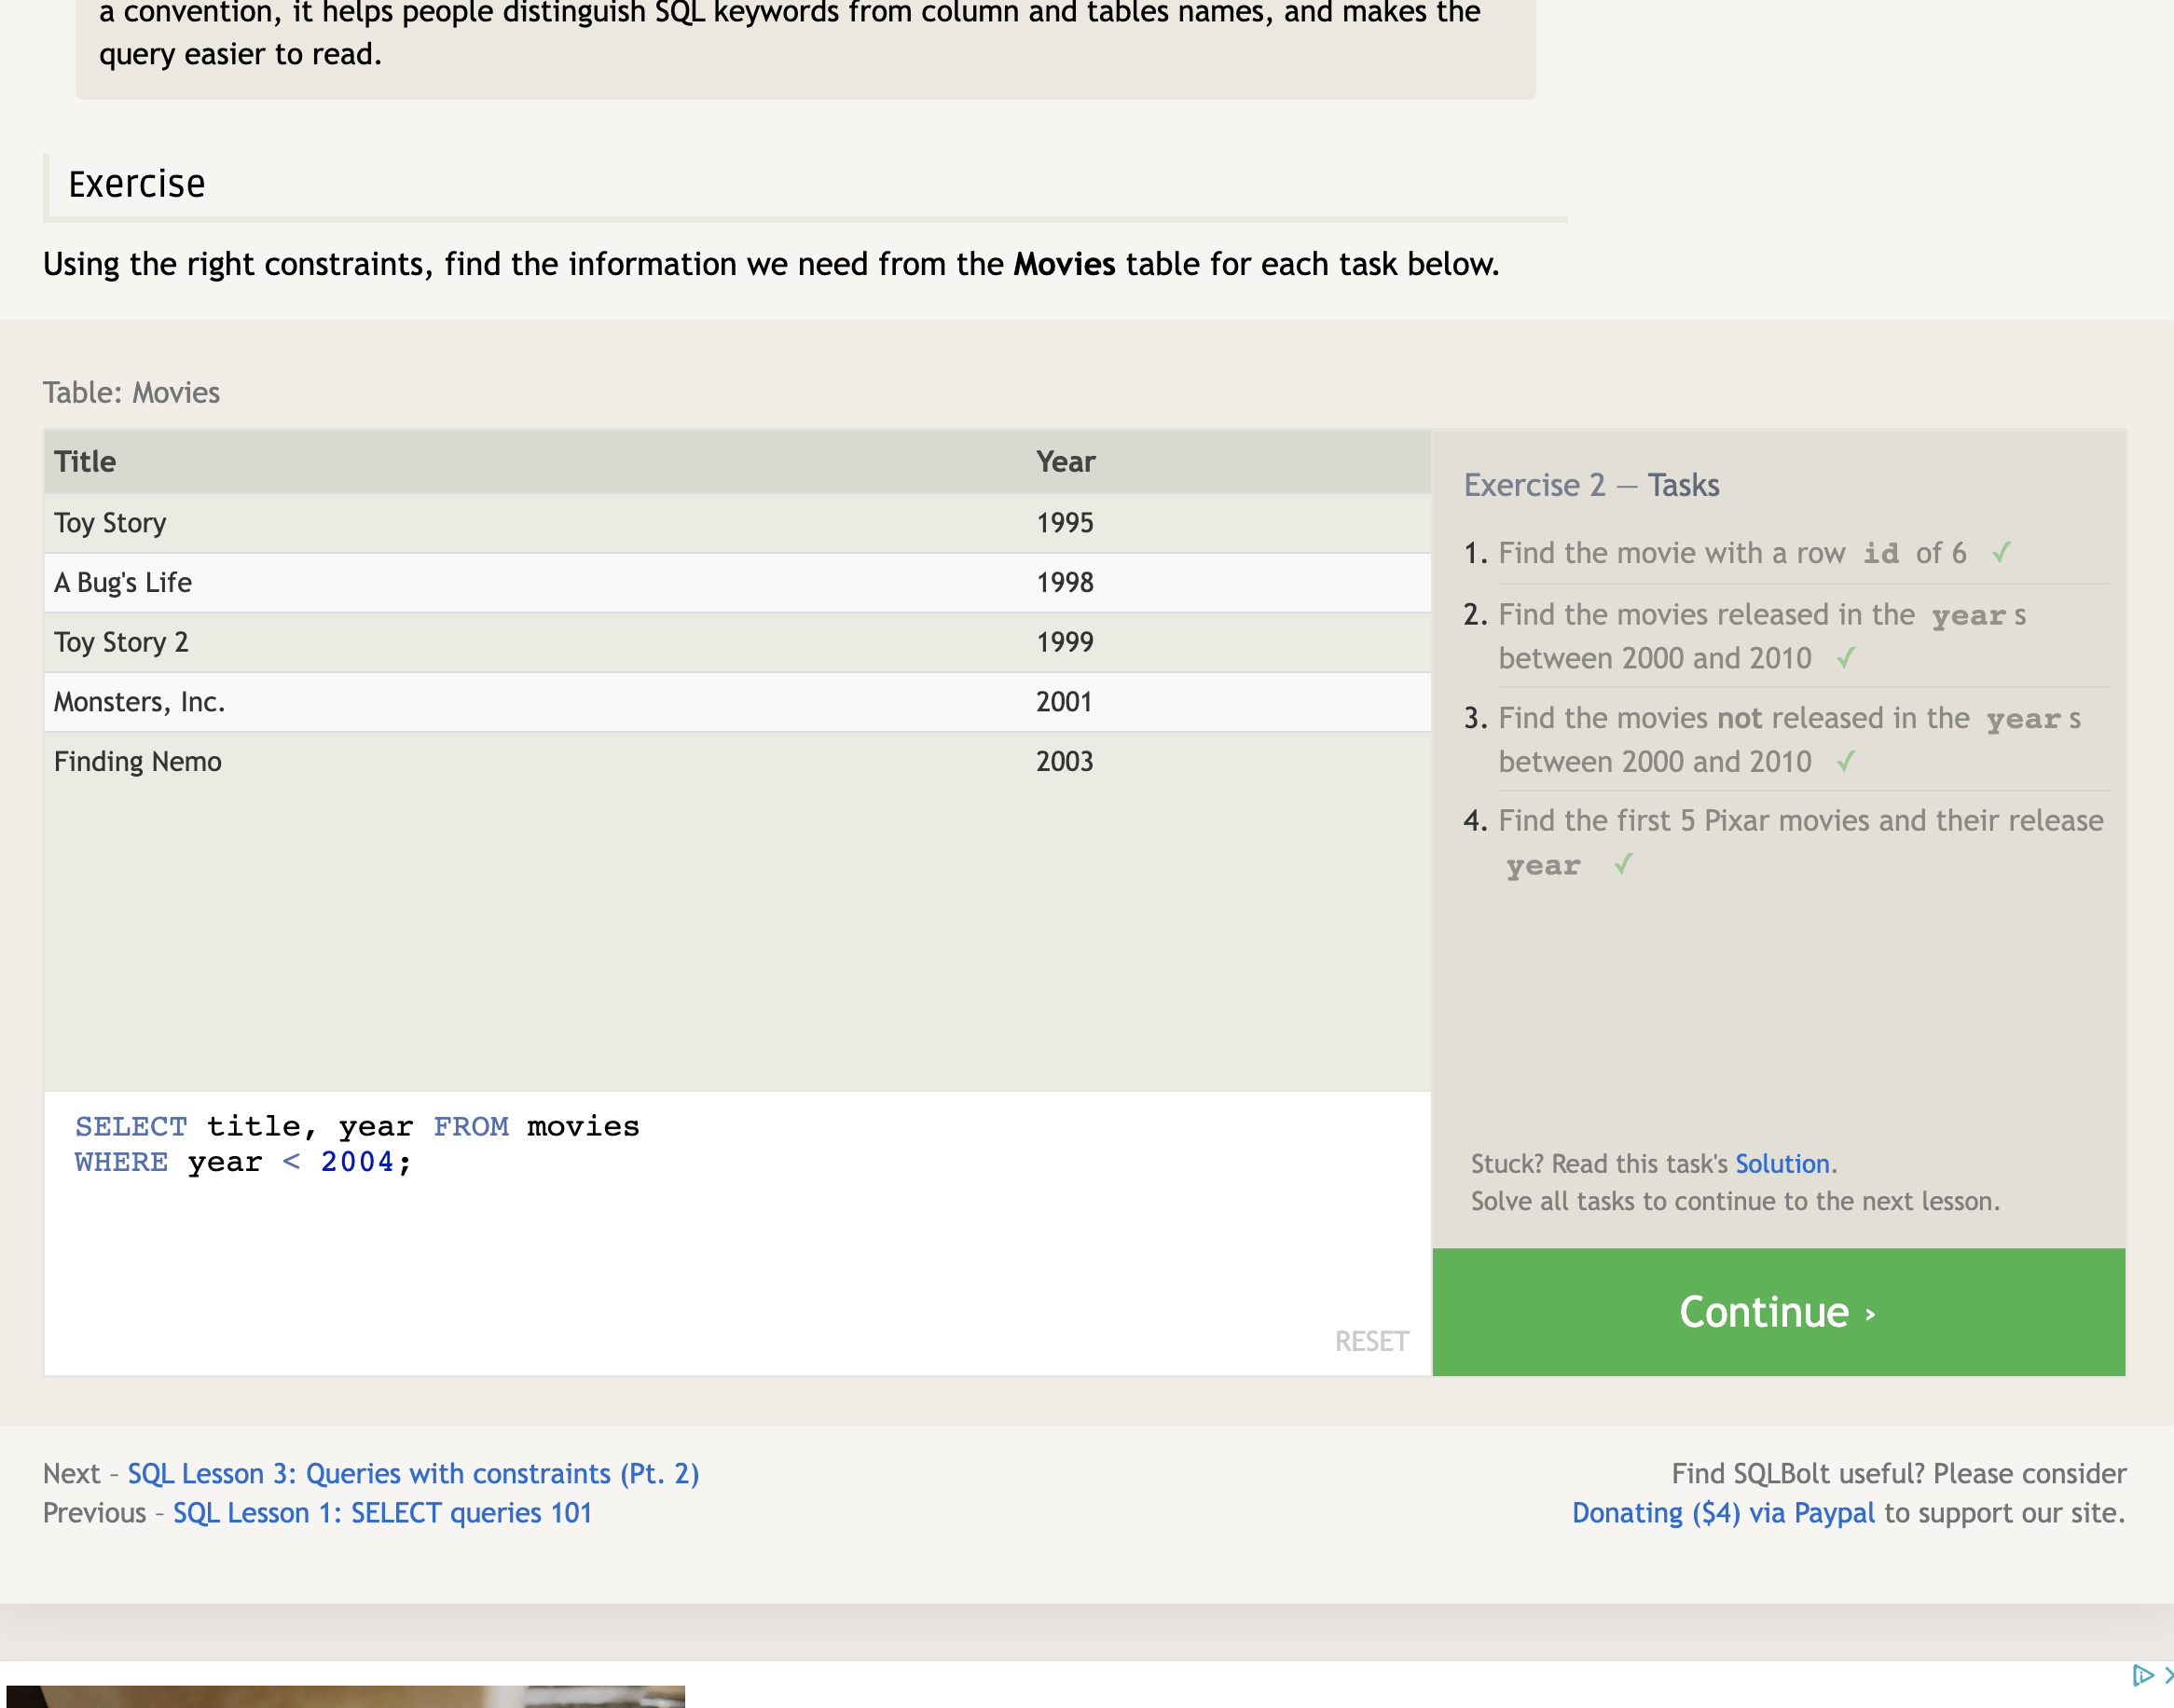 a convention, it helps people distinguish SQL keywords from column and tables names, and makes the
query easier to read.
Exercise
Using the right constraints, find the information we need from the Movies table for each task below.
Table: Movies
Title Year
Toy Story 1995
A Bug's Life 1998
Toy Story 2 1999
Monsters, Inc. 2001
Finding Nemo 2003
SELECT title, year FROM movies
WHERE year < 2004;
RESET
Exercise 2 — Tasks
1. Find the movie with a row id of 6 ✓
2. Find the movies released in the year s
between 2000 and 2010 ✓
3. Find the movies not released in the year s
between 2000 and 2010 ✓
4. Find the first 5 Pixar movies and their release
year ✓
Stuck? Read this task's Solution.
Solve all tasks to continue to the next lesson.
Continue ›
Next – SQL Lesson 3: Queries with constraints (Pt. 2)
Previous – SQL Lesson 1: SELECT queries 101
Find SQLBolt useful? Please consider
Donating ($4) via Paypal to support our site.